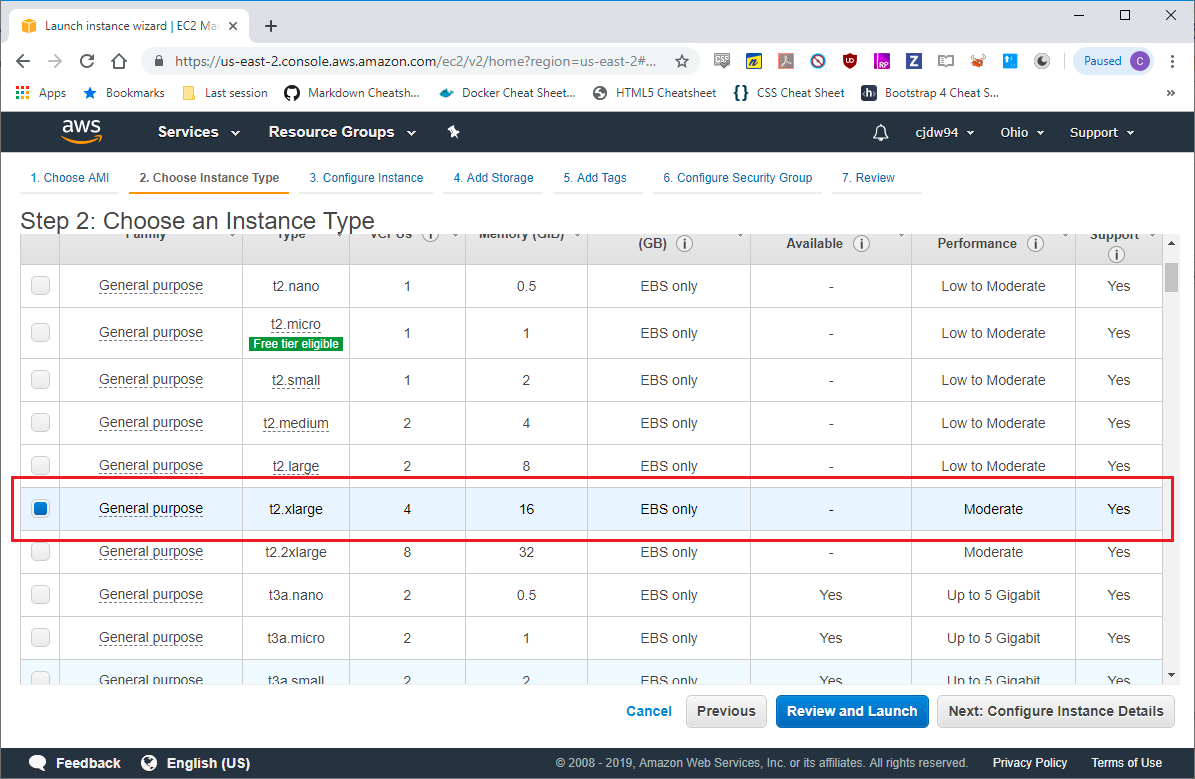 Launch instance wizard | EC2 Ma
https://us-east-2.console.aws.amazon.com/ec2/v2/home?region=us-east-2#... Paused C
Apps Bookmarks Last session Markdown Cheatsh... Docker Cheat Sheet... HTML5 Cheatsheet CSS Cheat Sheet Bootstrap 4 Cheat S... »
aws Services Resource Groups cjdw94 Ohio Support
1. Choose AMI 2. Choose Instance Type 3. Configure Instance 4. Add Storage 5. Add Tags 6. Configure Security Group 7. Review
Step 2: Choose an Instance Type
Family Type vCPUs Memory (GiB) (GB) Available Performance Support
General purpose t2.nano 1 0.5 EBS only - Low to Moderate Yes
General purpose t2.micro 1 1 EBS only - Low to Moderate Yes
Free tier eligible
General purpose t2.small 1 2 EBS only - Low to Moderate Yes
General purpose t2.medium 2 4 EBS only - Low to Moderate Yes
General purpose t2.large 2 8 EBS only - Low to Moderate Yes
General purpose t2.xlarge 4 16 EBS only - Moderate Yes
General purpose t2.2xlarge 8 32 EBS only - Moderate Yes
General purpose t3a.nano 2 0.5 EBS only Yes Up to 5 Gigabit Yes
General purpose t3a.micro 2 1 EBS only Yes Up to 5 Gigabit Yes
General purpose t3a.small 2 2 EBS only Yes Up to 5 Gigabit Yes
Cancel Previous Review and Launch Next: Configure Instance Details
Feedback English (US) © 2008 - 2019, Amazon Web Services, Inc. or its affiliates. All rights reserved. Privacy Policy Terms of Use